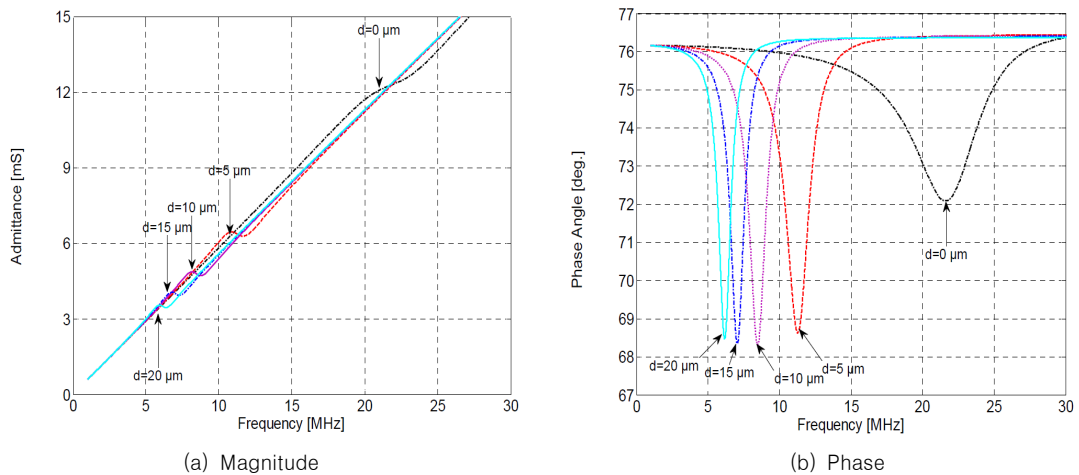 15
12
9
6
3
0
Admittance [mS]
d=0 μm
d=5 μm
d=10 μm
d=15 μm
d=20 μm
0 5 10 15 20 25 30
Frequency [MHz]
(a) Magnitude
77
76
75
74
73
72
71
70
69
68
67
Phase Angle [deg.]
d=0 μm
d=20 μm
d=15 μm
d=10 μm
d=5 μm
0 5 10 15 20 25 30
Frequency [MHz]
(b) Phase